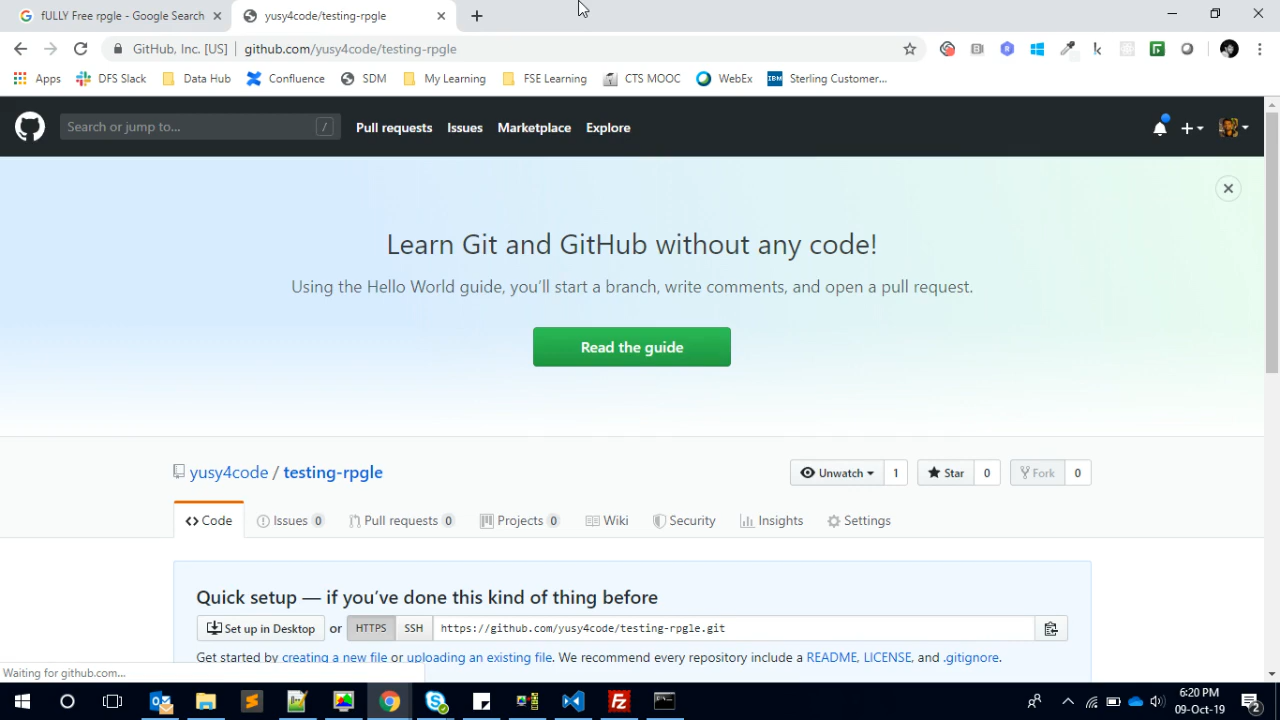 fULLY Free rpgle - Google Search
yusy4code/testing-rpgle
GitHub, Inc. [US]
github.com/yusy4code/testing-rpgle
Apps
DFS Slack
Data Hub
Confluence
SDM
My Learning
FSE Learning
CTS MOOC
WebEx
IBM
Sterling Customer...
Search or jump to...
/
Pull requests
Issues
Marketplace
Explore
Learn Git and GitHub without any code!
Using the Hello World guide, you’ll start a branch, write comments, and open a pull request.
Read the guide
yusy4code / testing-rpgle
Unwatch
1
Star
0
Fork
0
Code
Issues 0
Pull requests 0
Projects 0
Wiki
Security
Insights
Settings
Quick setup — if you’ve done this kind of thing before
Set up in Desktop
or
HTTPS
SSH
https://github.com/yusy4code/testing-rpgle.git
Get started by creating a new file or uploading an existing file. We recommend every repository include a README, LICENSE, and .gitignore.
Waiting for github.com...
6:20 PM
09-Oct-19
2